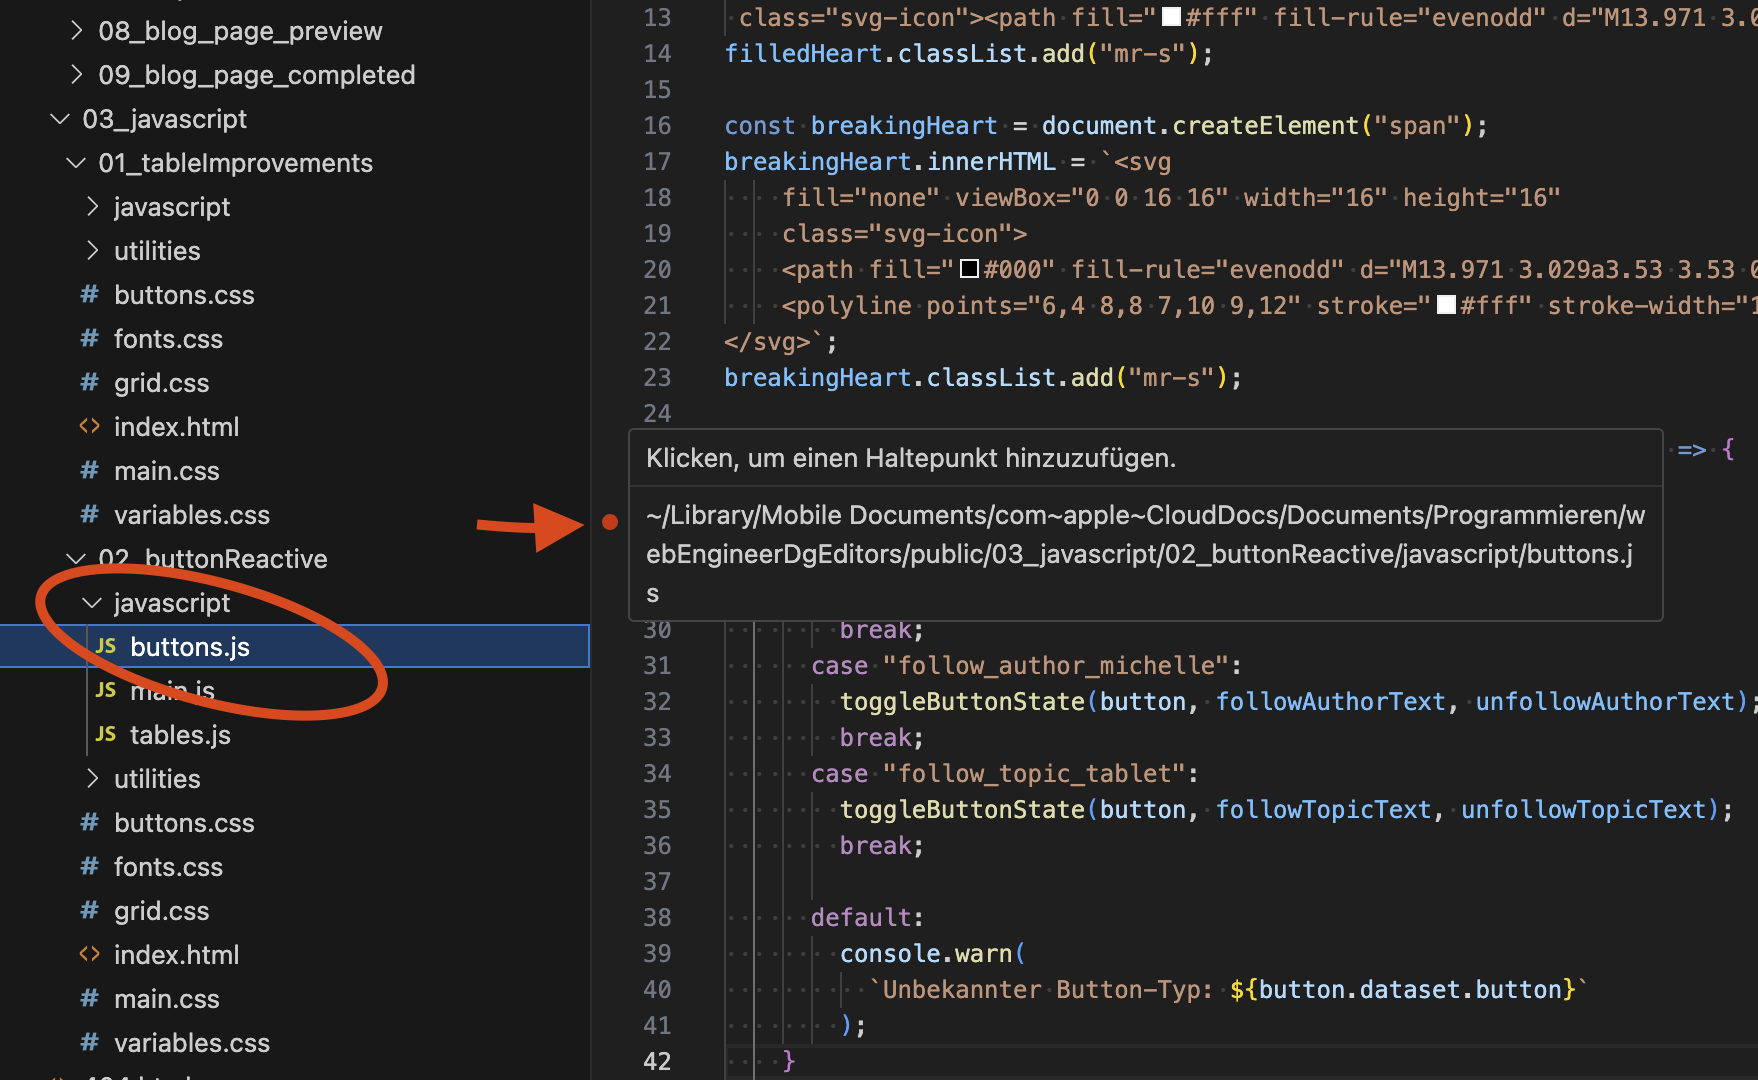 08_blog_page_preview
09_blog_page_completed
03_javascript
01_tableImprovements
javascript
utilities
# buttons.css
# fonts.css
# grid.css
<> index.html
# main.css
# variables.css
02_buttonReactive
javascript
JS buttons.js
JS main.js
JS tables.js
utilities
# buttons.css
# fonts.css
# grid.css
<> index.html
# main.css
# variables.css
13 class="svg-icon"><path fill="#fff" fill-rule="evenodd" d="M13.971 3.0
14 filledHeart.classList.add("mr-s");
15
16 const breakingHeart = document.createElement("span");
17 breakingHeart.innerHTML = `<svg
18 fill="none" viewBox="0 0 16 16" width="16" height="16"
19 class="svg-icon">
20 <path fill="#000" fill-rule="evenodd" d="M13.971 3.029a3.53 3.53 0
21 <polyline points="6,4 8,8 7,10 9,12" stroke="#fff" stroke-width="1
22 </svg>`;
23 breakingHeart.classList.add("mr-s");
24
=> {
Klicken, um einen Haltepunkt hinzuzufügen.
~/Library/Mobile Documents/com~apple~CloudDocs/Documents/Programmieren/w
ebEngineerDgEditors/public/03_javascript/02_buttonReactive/javascript/buttons.j
s
30 break;
31 case "follow_author_michelle":
32 toggleButtonState(button, followAuthorText, unfollowAuthorText);
33 break;
34 case "follow_topic_tablet":
35 toggleButtonState(button, followTopicText, unfollowTopicText);
36 break;
37
38 default:
39 console.warn(
40 `Unbekannter Button-Typ: ${button.dataset.button}`
41 );
42 }